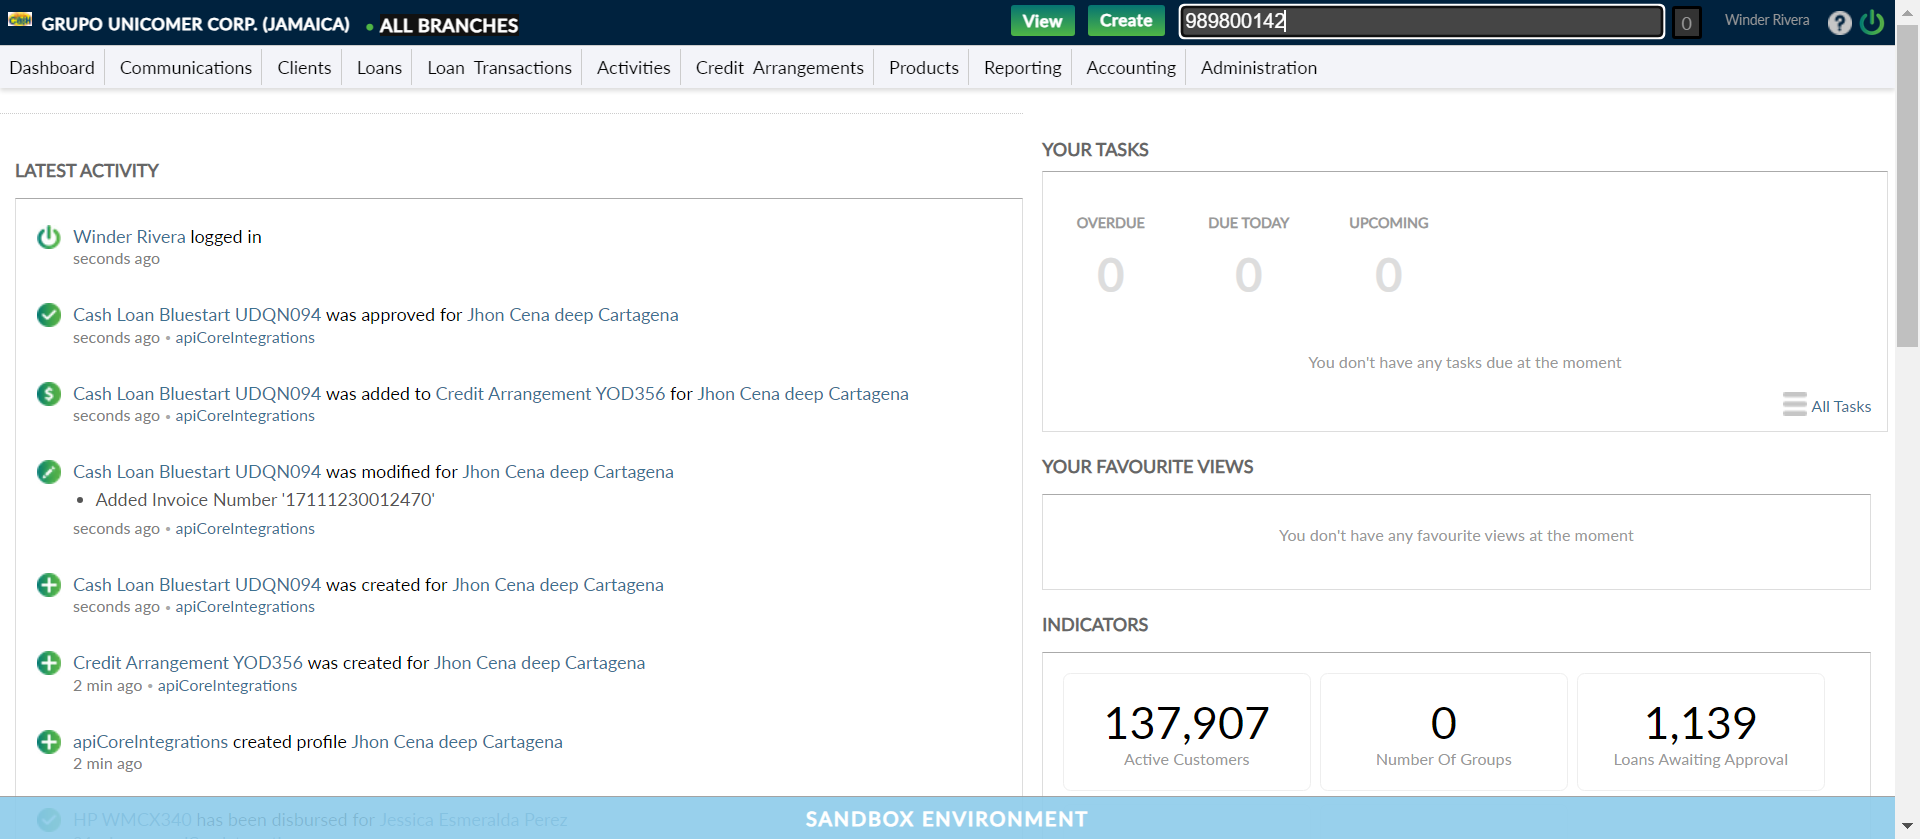 CASH GRUPO UNICOMER CORP. (JAMAICA) • ALL BRANCHES View Create 989800142 0 Winder Rivera ?
Dashboard Communications Clients Loans Loan Transactions Activities Credit Arrangements Products Reporting Accounting Administration
LATEST ACTIVITY
Winder Rivera logged in
seconds ago
Cash Loan Bluestart UDQN094 was approved for Jhon Cena deep Cartagena
seconds ago • apiCoreIntegrations
Cash Loan Bluestart UDQN094 was added to Credit Arrangement YOD356 for Jhon Cena deep Cartagena
seconds ago • apiCoreIntegrations
Cash Loan Bluestart UDQN094 was modified for Jhon Cena deep Cartagena
• Added Invoice Number '17111230012470'
seconds ago • apiCoreIntegrations
Cash Loan Bluestart UDQN094 was created for Jhon Cena deep Cartagena
seconds ago • apiCoreIntegrations
Credit Arrangement YOD356 was created for Jhon Cena deep Cartagena
2 min ago • apiCoreIntegrations
apiCoreIntegrations created profile Jhon Cena deep Cartagena
2 min ago
HP WMCX340 has been disbursed for Jessica Esmeralda Perez
YOUR TASKS
OVERDUE DUE TODAY UPCOMING
0 0 0
You don't have any tasks due at the moment
All Tasks
YOUR FAVOURITE VIEWS
You don't have any favourite views at the moment
INDICATORS
137,907 0 1,139
Active Customers Number Of Groups Loans Awaiting Approval
SANDBOX ENVIRONMENT